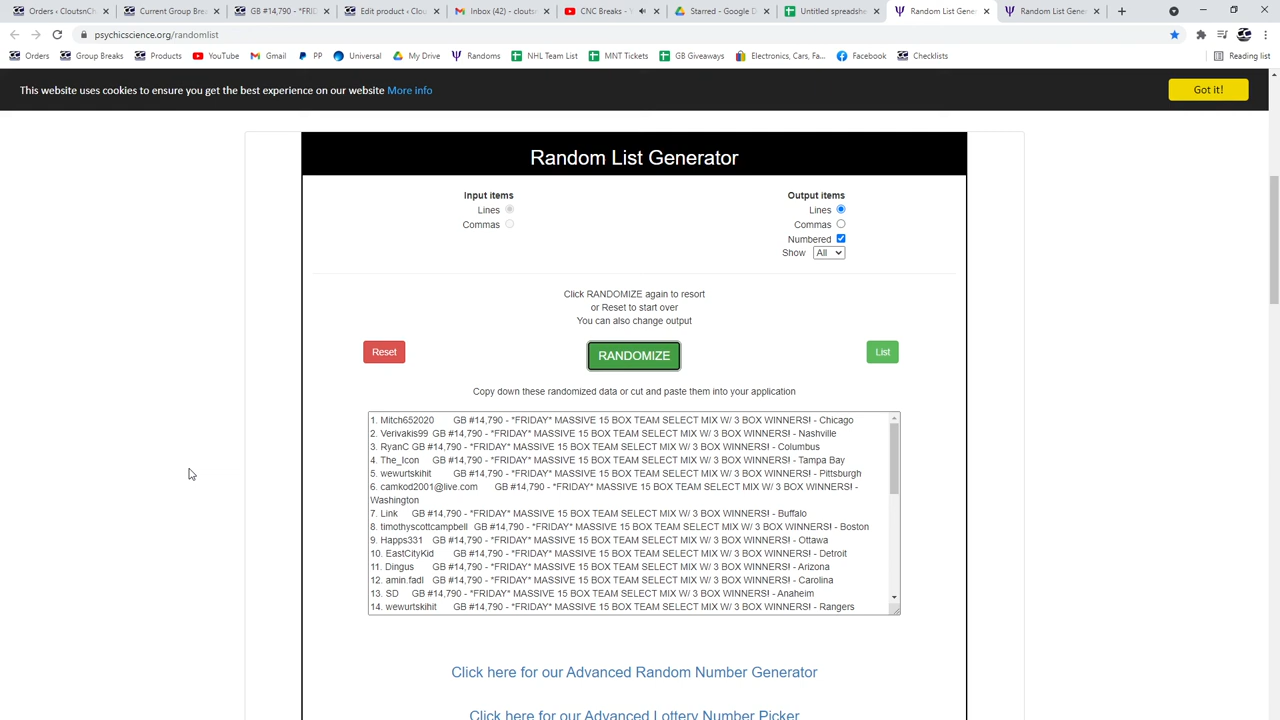 Orders ‹ CloutsnCh
Current Group Brea
GB #14,790 - *FRID
Edit product ‹ Clou
Inbox (42) - cloutsn
CNC Breaks - Y
Starred - Google D
Untitled spreadshe
Random List Gener
Random List Gener
psychicscience.org/randomlist
Orders
Group Breaks
Products
YouTube
Gmail
PP
Universal
My Drive
Randoms
NHL Team List
MNT Tickets
GB Giveaways
Electronics, Cars, Fa...
Facebook
Checklists
Reading list
This website uses cookies to ensure you get the best experience on our website More info
Got it!
Random List Generator
Input items
Lines
Commas
Output items
Lines
Commas
Numbered
Show All
Click RANDOMIZE again to resort
or Reset to start over
You can also change output
Reset
RANDOMIZE
List
Copy down these randomized data or cut and paste them into your application
1. Mitch652020 GB #14,790 - *FRIDAY* MASSIVE 15 BOX TEAM SELECT MIX W/ 3 BOX WINNERS! - Chicago
2. Verivakis99 GB #14,790 - *FRIDAY* MASSIVE 15 BOX TEAM SELECT MIX W/ 3 BOX WINNERS! - Nashville
3. RyanC GB #14,790 - *FRIDAY* MASSIVE 15 BOX TEAM SELECT MIX W/ 3 BOX WINNERS! - Columbus
4. The_Icon GB #14,790 - *FRIDAY* MASSIVE 15 BOX TEAM SELECT MIX W/ 3 BOX WINNERS! - Tampa Bay
5. wewurtskihit GB #14,790 - *FRIDAY* MASSIVE 15 BOX TEAM SELECT MIX W/ 3 BOX WINNERS! - Pittsburgh
6. camkod2001@live.com GB #14,790 - *FRIDAY* MASSIVE 15 BOX TEAM SELECT MIX W/ 3 BOX WINNERS! -
Washington
7. Link GB #14,790 - *FRIDAY* MASSIVE 15 BOX TEAM SELECT MIX W/ 3 BOX WINNERS! - Buffalo
8. timothyscottcampbell GB #14,790 - *FRIDAY* MASSIVE 15 BOX TEAM SELECT MIX W/ 3 BOX WINNERS! - Boston
9. Happs331 GB #14,790 - *FRIDAY* MASSIVE 15 BOX TEAM SELECT MIX W/ 3 BOX WINNERS! - Ottawa
10. EastCityKid GB #14,790 - *FRIDAY* MASSIVE 15 BOX TEAM SELECT MIX W/ 3 BOX WINNERS! - Detroit
11. Dingus GB #14,790 - *FRIDAY* MASSIVE 15 BOX TEAM SELECT MIX W/ 3 BOX WINNERS! - Arizona
12. amin.fadl GB #14,790 - *FRIDAY* MASSIVE 15 BOX TEAM SELECT MIX W/ 3 BOX WINNERS! - Carolina
13. SD GB #14,790 - *FRIDAY* MASSIVE 15 BOX TEAM SELECT MIX W/ 3 BOX WINNERS! - Anaheim
14. wewurtskihit GB #14,790 - *FRIDAY* MASSIVE 15 BOX TEAM SELECT MIX W/ 3 BOX WINNERS! - Rangers
Click here for our Advanced Random Number Generator
Click here for our Advanced Lottery Number Picker